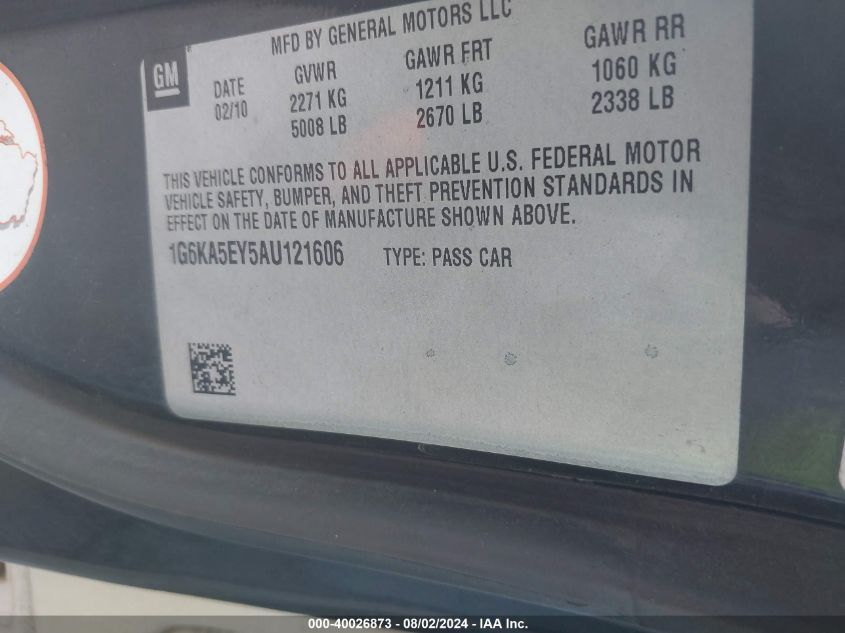 GM
MFD BY GENERAL MOTORS LLC
DATE GVWR GAWR FRT GAWR RR
02/10 2271 KG 1211 KG 1060 KG
5008 LB 2670 LB 2338 LB
THIS VEHICLE CONFORMS TO ALL APPLICABLE U.S. FEDERAL MOTOR
VEHICLE SAFETY, BUMPER, AND THEFT PREVENTION STANDARDS IN
EFFECT ON THE DATE OF MANUFACTURE SHOWN ABOVE.
1G6KA5EY5AU121606 TYPE: PASS CAR
000-40026873 - 08/02/2024 - IAA Inc.